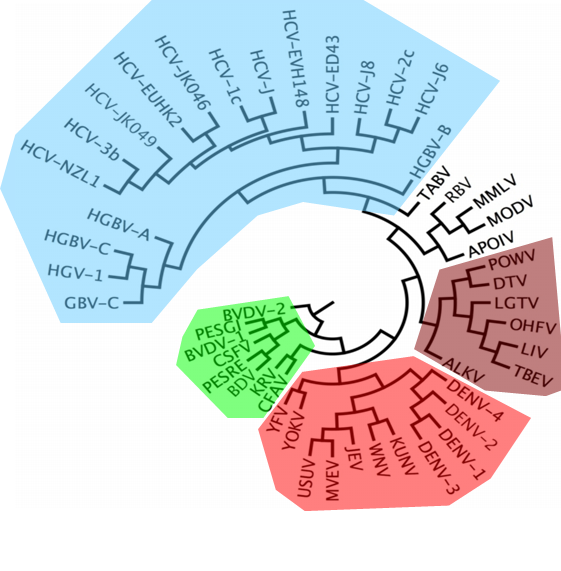 HCV-NZL1
HCV-3b
HCV-JK049
HCV-EUHK2
HCV-JK046
HCV-1c
HCV-J
HCV-EVH148
HCV-ED43
HCV-J8
HCV-2c
HCV-J6
HGBV-B
TABV
RBV
MMLV
MODV
APOIV
POWV
DTV
LGTV
OHFV
LIV
TBEV
ALKV
DENV-4
DENV-2
DENV-1
DENV-3
KUNV
WNV
JEV
MVEV
USUV
YOKV
YFV
CFAV
KRV
BDV
PESRE
CSFV
BVDV-1
PESGI
BVDV-2
GBV-C
HGV-1
HGBV-C
HGBV-A